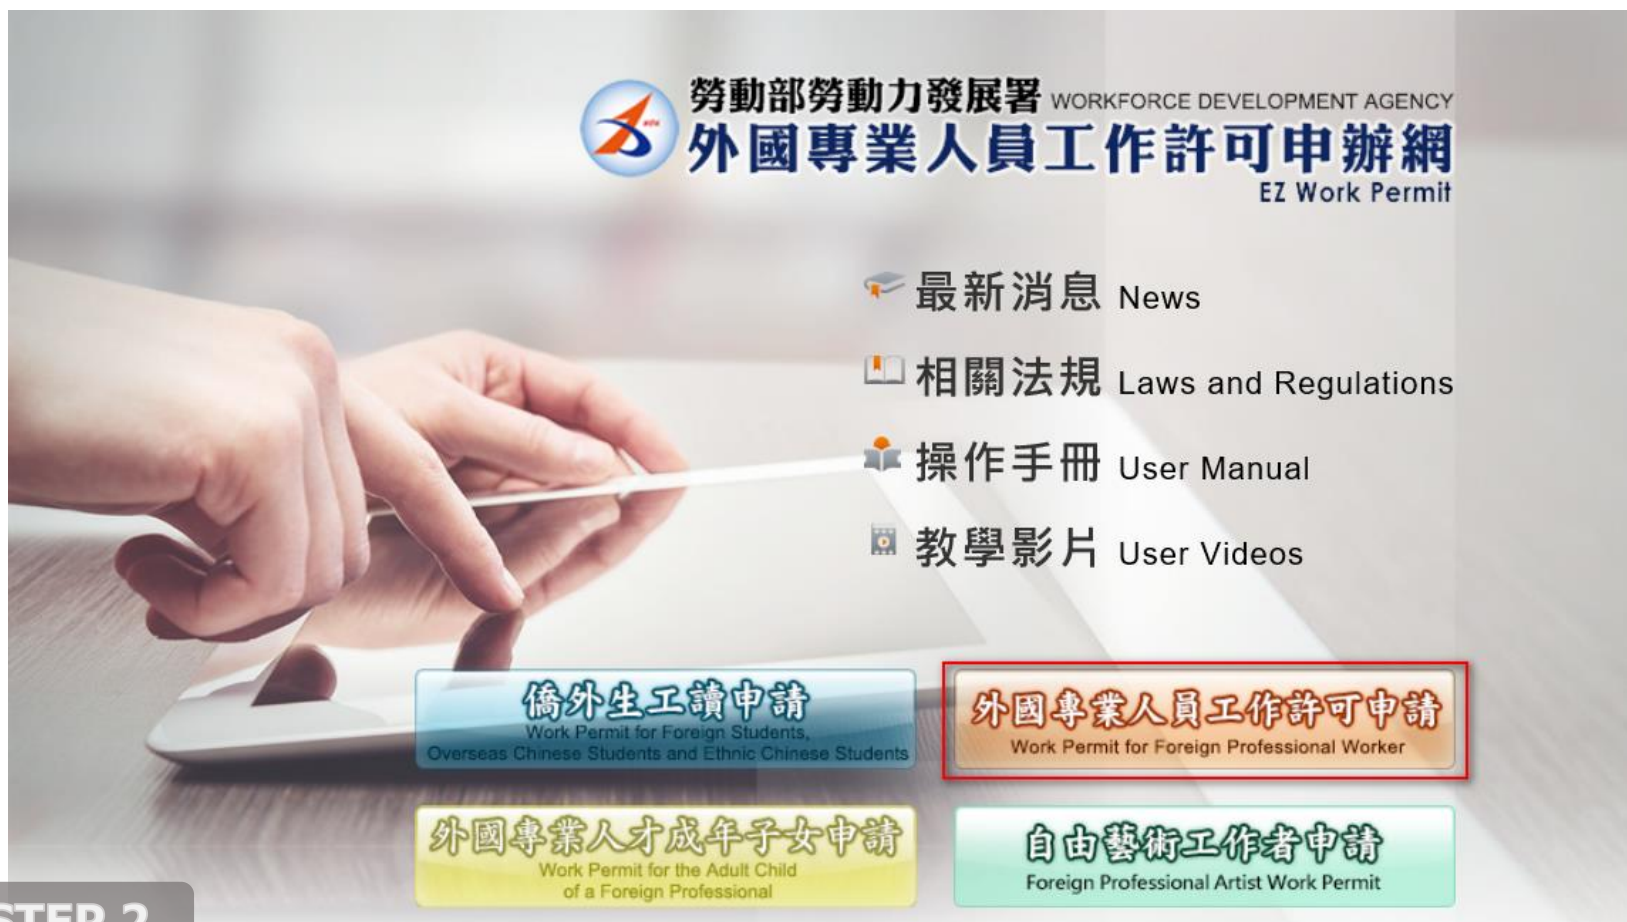 勞動部勞動力發展署 WORKFORCE DEVELOPMENT AGENCY
外國專業人員工作許可申辦網
EZ Work Permit
最新消息 News
相關法規 Laws and Regulations
操作手冊 User Manual
教學影片 User Videos
僑外生工讀申請
Work Permit for Foreign Students,
Overseas Chinese Students and Ethnic Chinese Students
外國專業人員工作許可申請
Work Permit for Foreign Professional Worker
外國專業人才成年子女申請
Work Permit for the Adult Child
of a Foreign Professional
自由藝術工作者申請
Foreign Professional Artist Work Permit
STEP 2